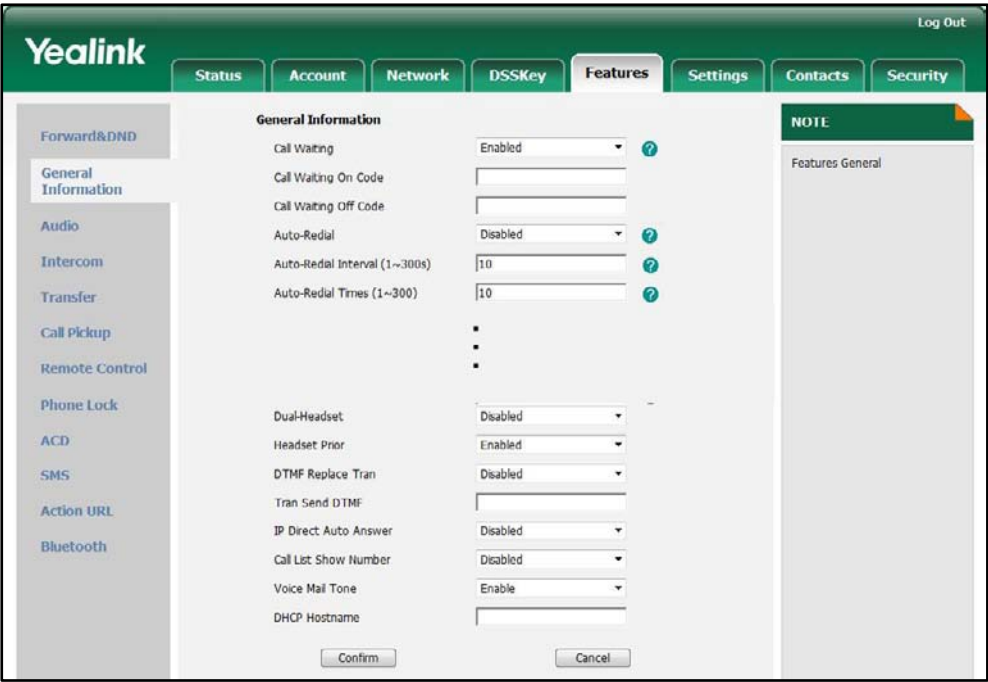 Log Out
Yealink
Status Account Network DSSKey Features Settings Contacts Security
Forward&DND
General
Information
Audio
Intercom
Transfer
Call Pickup
Remote Control
Phone Lock
ACD
SMS
Action URL
Bluetooth
General Information
Call Waiting Enabled ?
Call Waiting On Code
Call Waiting Off Code
Auto-Redial Disabled ?
Auto-Redial Interval (1~300s) 10 ?
Auto-Redial Times (1~300) 10 ?
Dual-Headset Disabled
Headset Prior Enabled
DTMF Replace Tran Disabled
Tran Send DTMF
IP Direct Auto Answer Disabled
Call List Show Number Disabled
Voice Mail Tone Enable
DHCP Hostname
Confirm Cancel
NOTE
Features General